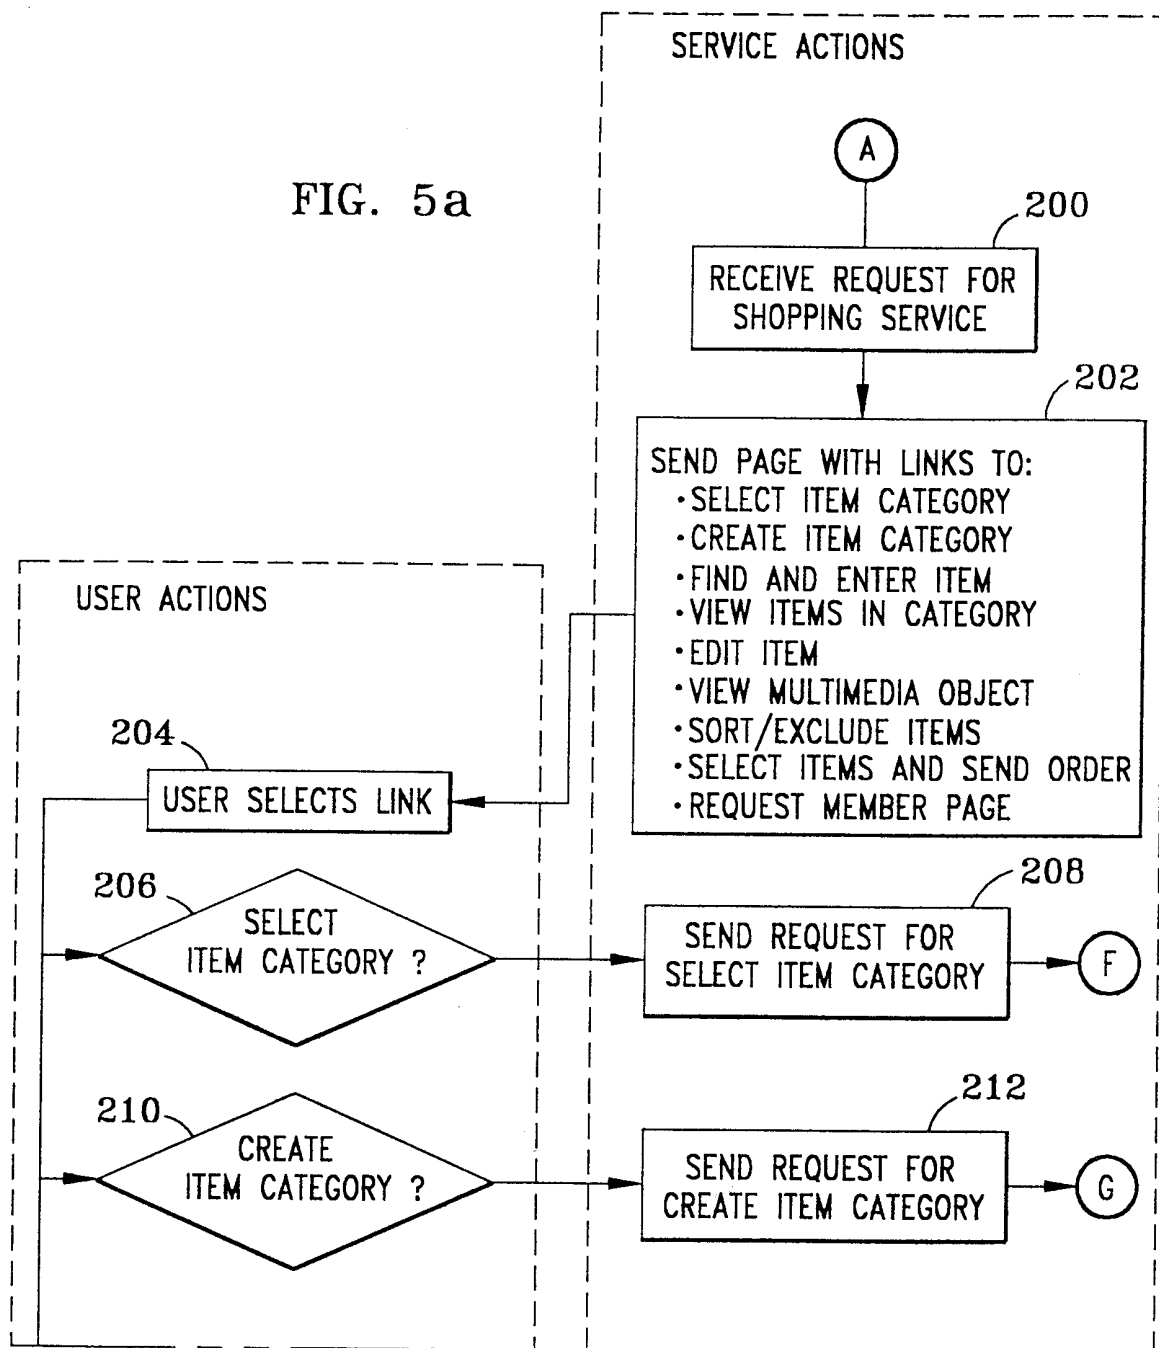 SERVICE ACTIONS
A
FIG. 5a
200
RECEIVE REQUEST FOR
SHOPPING SERVICE
202
SEND PAGE WITH LINKS TO:
•SELECT ITEM CATEGORY
•CREATE ITEM CATEGORY
•FIND AND ENTER ITEM
•VIEW ITEMS IN CATEGORY
•EDIT ITEM
•VIEW MULTIMEDIA OBJECT
•SORT/EXCLUDE ITEMS
•SELECT ITEMS AND SEND ORDER
•REQUEST MEMBER PAGE
USER ACTIONS
204
USER SELECTS LINK
206
SELECT
ITEM CATEGORY ?
208
SEND REQUEST FOR
SELECT ITEM CATEGORY
F
210
CREATE
ITEM CATEGORY ?
212
SEND REQUEST FOR
CREATE ITEM CATEGORY
G